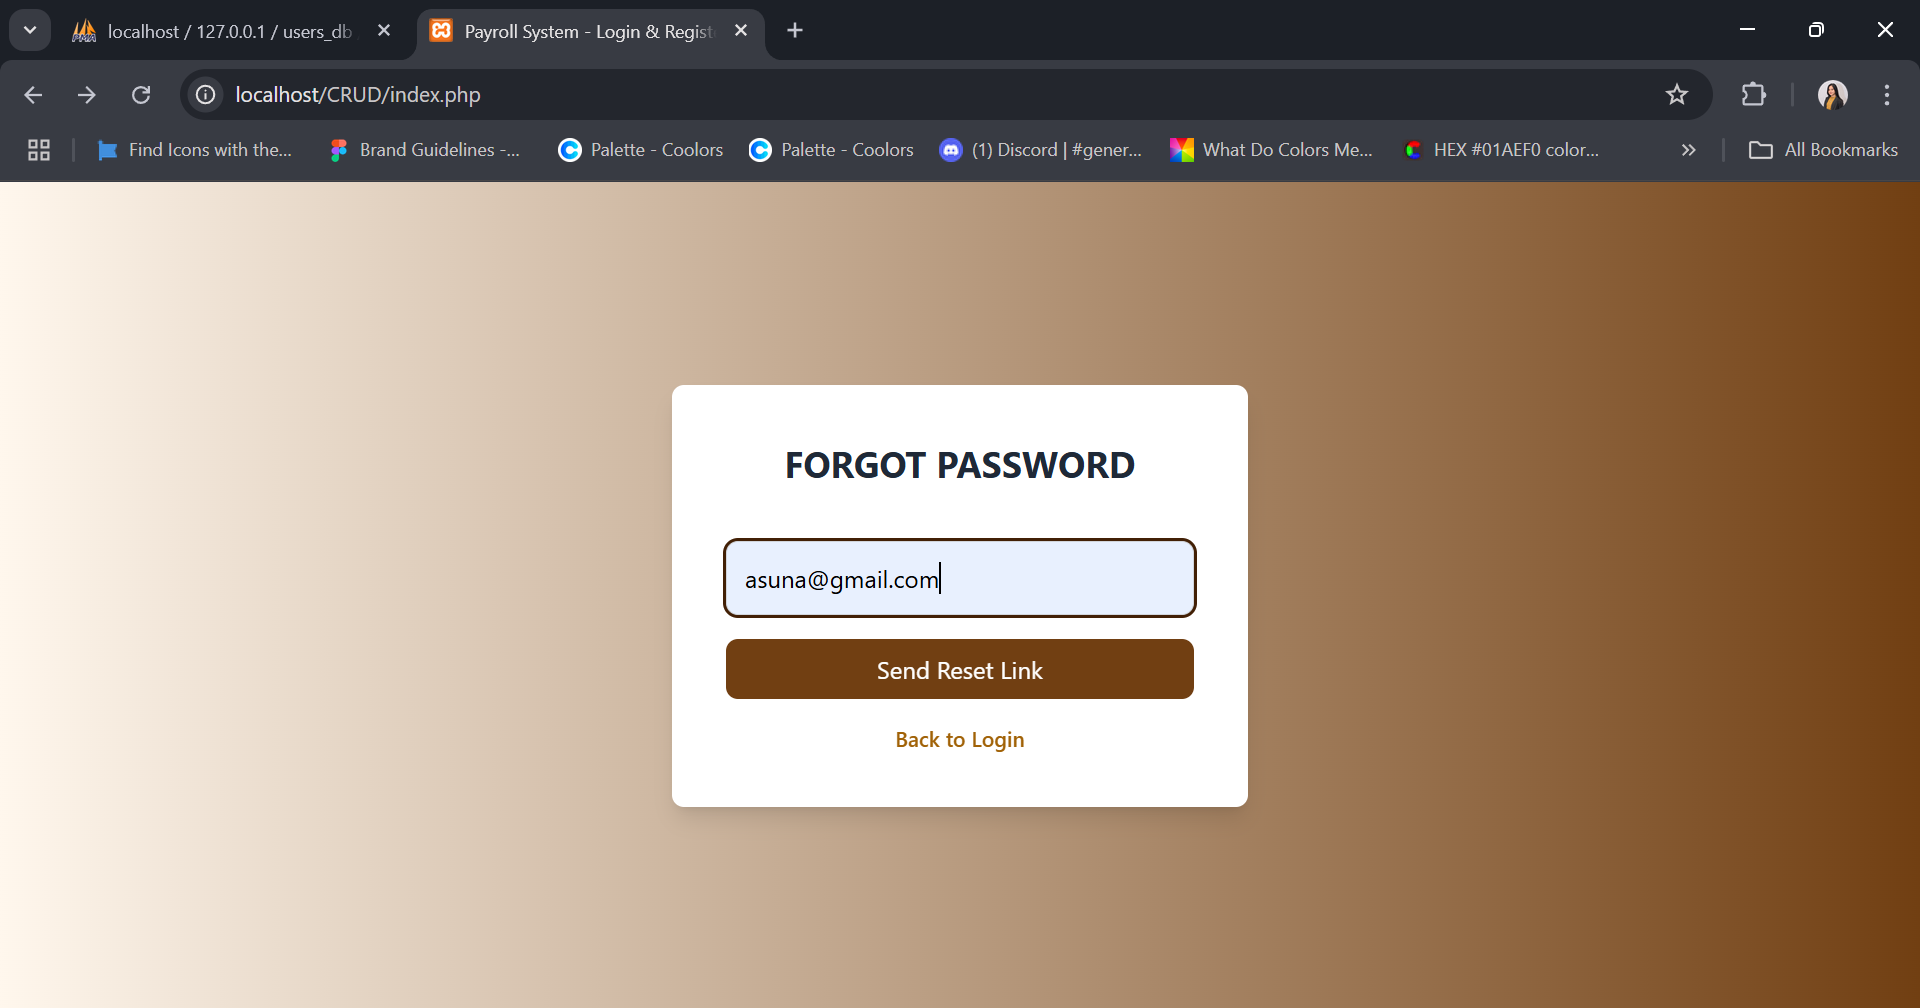 localhost / 127.0.0.1 / users_db
Payroll System - Login & Regist
localhost/CRUD/index.php
Find Icons with the...
Brand Guidelines -...
Palette - Coolors
Palette - Coolors
(1) Discord | #gener...
What Do Colors Me...
HEX #01AEF0 color...
All Bookmarks
FORGOT PASSWORD
asuna@gmail.com
Send Reset Link
Back to Login